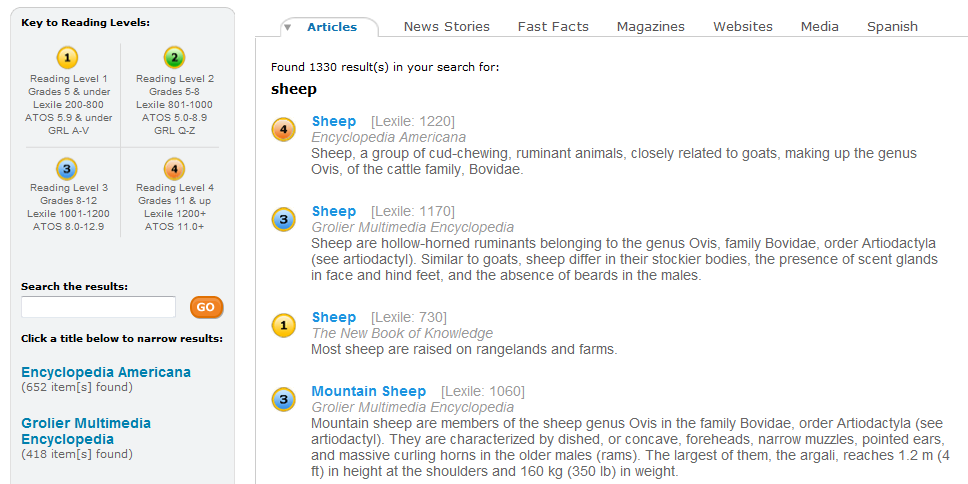 Key to Reading Levels:
1
2
Reading Level 1
Grades 5 & under
Lexile 200-800
ATOS 5.9 & under
GRL A-V
Reading Level 2
Grades 5-8
Lexile 801-1000
ATOS 5.0-8.9
GRL Q-Z
3
4
Reading Level 3
Grades 8-12
Lexile 1001-1200
ATOS 8.0-12.9
Reading Level 4
Grades 11 & up
Lexile 1200+
ATOS 11.0+
Search the results:
GO
Click a title below to narrow results:
Encyclopedia Americana
(652 item[s] found)
Grolier Multimedia
Encyclopedia
(418 item[s] found)
Articles News Stories Fast Facts Magazines Websites Media Spanish
Found 1330 result(s) in your search for:
sheep
4 Sheep [Lexile: 1220]
Encyclopedia Americana
Sheep, a group of cud-chewing, ruminant animals, closely related to goats, making up the genus
Ovis, of the cattle family, Bovidae.
3 Sheep [Lexile: 1170]
Grolier Multimedia Encyclopedia
Sheep are hollow-horned ruminants belonging to the genus Ovis, family Bovidae, order Artiodactyla
(see artiodactyl). Similar to goats, sheep differ in their stockier bodies, the presence of scent glands
in face and hind feet, and the absence of beards in the males.
1 Sheep [Lexile: 730]
The New Book of Knowledge
Most sheep are raised on rangelands and farms.
3 Mountain Sheep [Lexile: 1060]
Grolier Multimedia Encyclopedia
Mountain sheep are members of the sheep genus Ovis in the family Bovidae, order Artiodactyla (see
artiodactyl). They are characterized by dished, or concave, foreheads, narrow muzzles, pointed ears,
and massive curling horns in the older males (rams). The largest of them, the argali, reaches 1.2 m (4
ft) in height at the shoulders and 160 kg (350 lb) in weight.